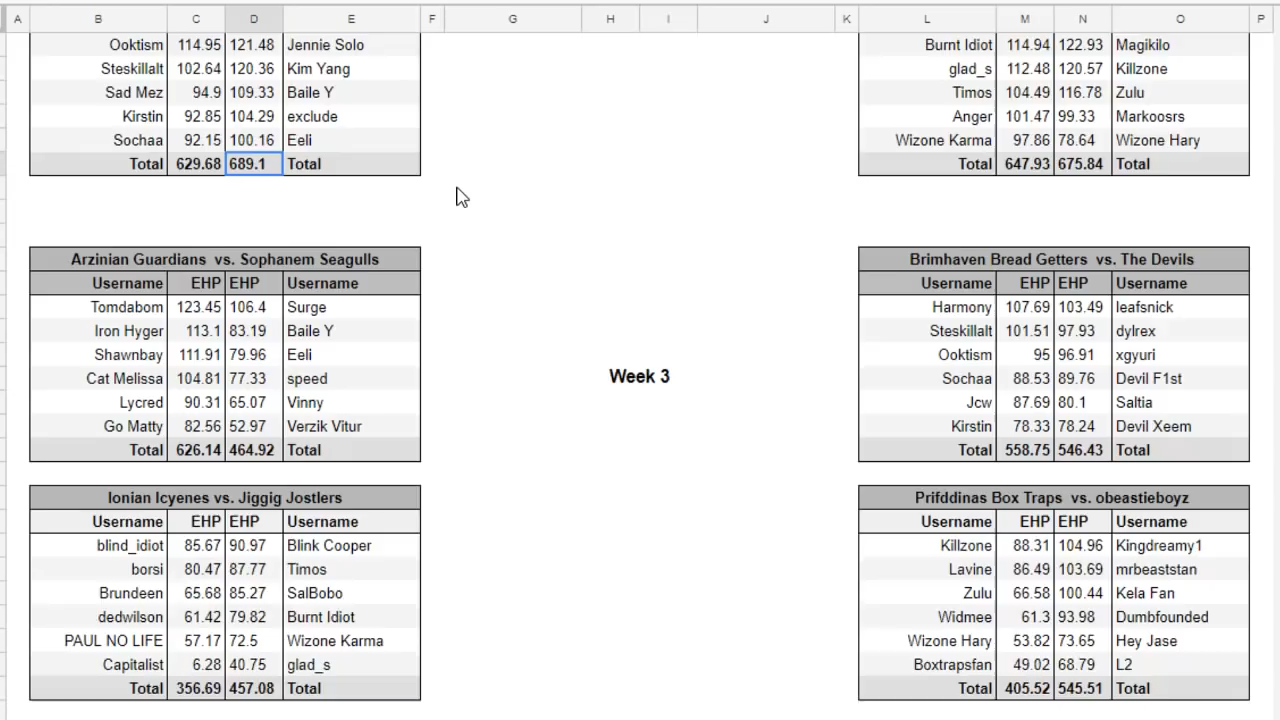 A B C D E F G H I J K L M N O P
Ooktism 114.95 121.48 Jennie Solo
Steskillalt 102.64 120.36 Kim Yang
Sad Mez 94.9 109.33 Baile Y
Kirstin 92.85 104.29 exclude
Sochaa 92.15 100.16 Eeli
Total 629.68 689.1 Total
Burnt Idiot 114.94 122.93 Magikilo
glad_s 112.48 120.57 Killzone
Timos 104.49 116.78 Zulu
Anger 101.47 99.33 Markoosrs
Wizone Karma 97.86 78.64 Wizone Hary
Total 647.93 675.84 Total
Arzinian Guardians vs. Sophanem Seagulls
Username EHP EHP Username
Tomdabom 123.45 106.4 Surge
Iron Hyger 113.1 83.19 Baile Y
Shawnbay 111.91 79.96 Eeli
Cat Melissa 104.81 77.33 speed
Lycred 90.31 65.07 Vinny
Go Matty 82.56 52.97 Verzik Vitur
Total 626.14 464.92 Total
Week 3
Brimhaven Bread Getters vs. The Devils
Username EHP EHP Username
Harmony 107.69 103.49 leafsnick
Steskillalt 101.51 97.93 dylrex
Ooktism 95 96.91 xgyuri
Sochaa 88.53 89.76 Devil F1st
Jcw 87.69 80.1 Saltia
Kirstin 78.33 78.24 Devil Xeem
Total 558.75 546.43 Total
Ionian Icyenes vs. Jiggig Jostlers
Username EHP EHP Username
blind_idiot 85.67 90.97 Blink Cooper
borsi 80.47 87.77 Timos
Brundeen 65.68 85.27 SalBobo
dedwilson 61.42 79.82 Burnt Idiot
PAUL NO LIFE 57.17 72.5 Wizone Karma
Capitalist 6.28 40.75 glad_s
Total 356.69 457.08 Total
Prifddinas Box Traps vs. obeastieboyz
Username EHP EHP Username
Killzone 88.31 104.96 Kingdreamy1
Lavine 86.49 103.69 mrbeaststan
Zulu 66.58 100.44 Kela Fan
Widmee 61.3 93.98 Dumbfounded
Wizone Hary 53.82 73.65 Hey Jase
Boxtrapsfan 49.02 68.79 L2
Total 405.52 545.51 Total